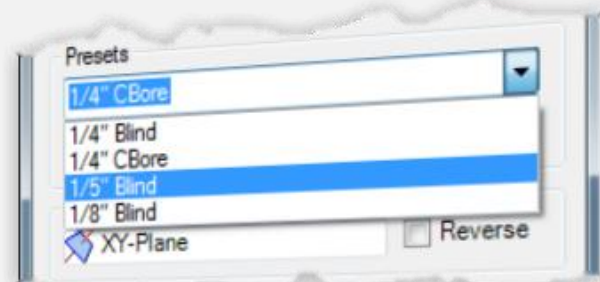 Presets
1/4" CBore
1/4" Blind
1/4" CBore
1/5" Blind
1/8" Blind
XY-Plane
Reverse